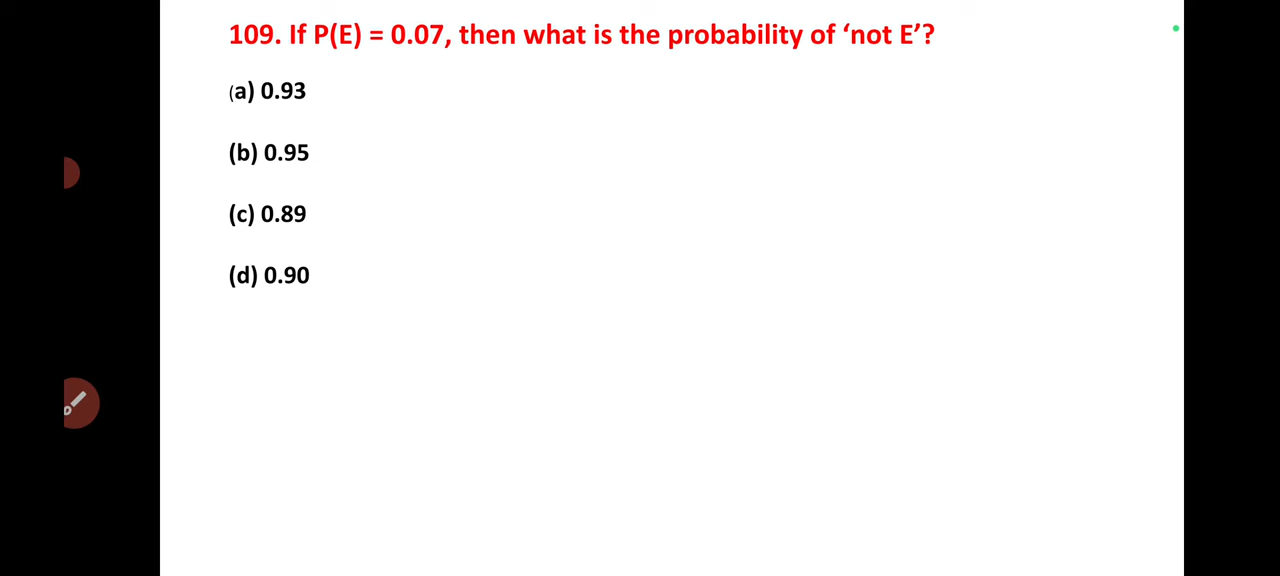 109. If P(E) = 0.07, then what is the probability of ‘not E’?
(a) 0.93
(b) 0.95
(c) 0.89
(d) 0.90